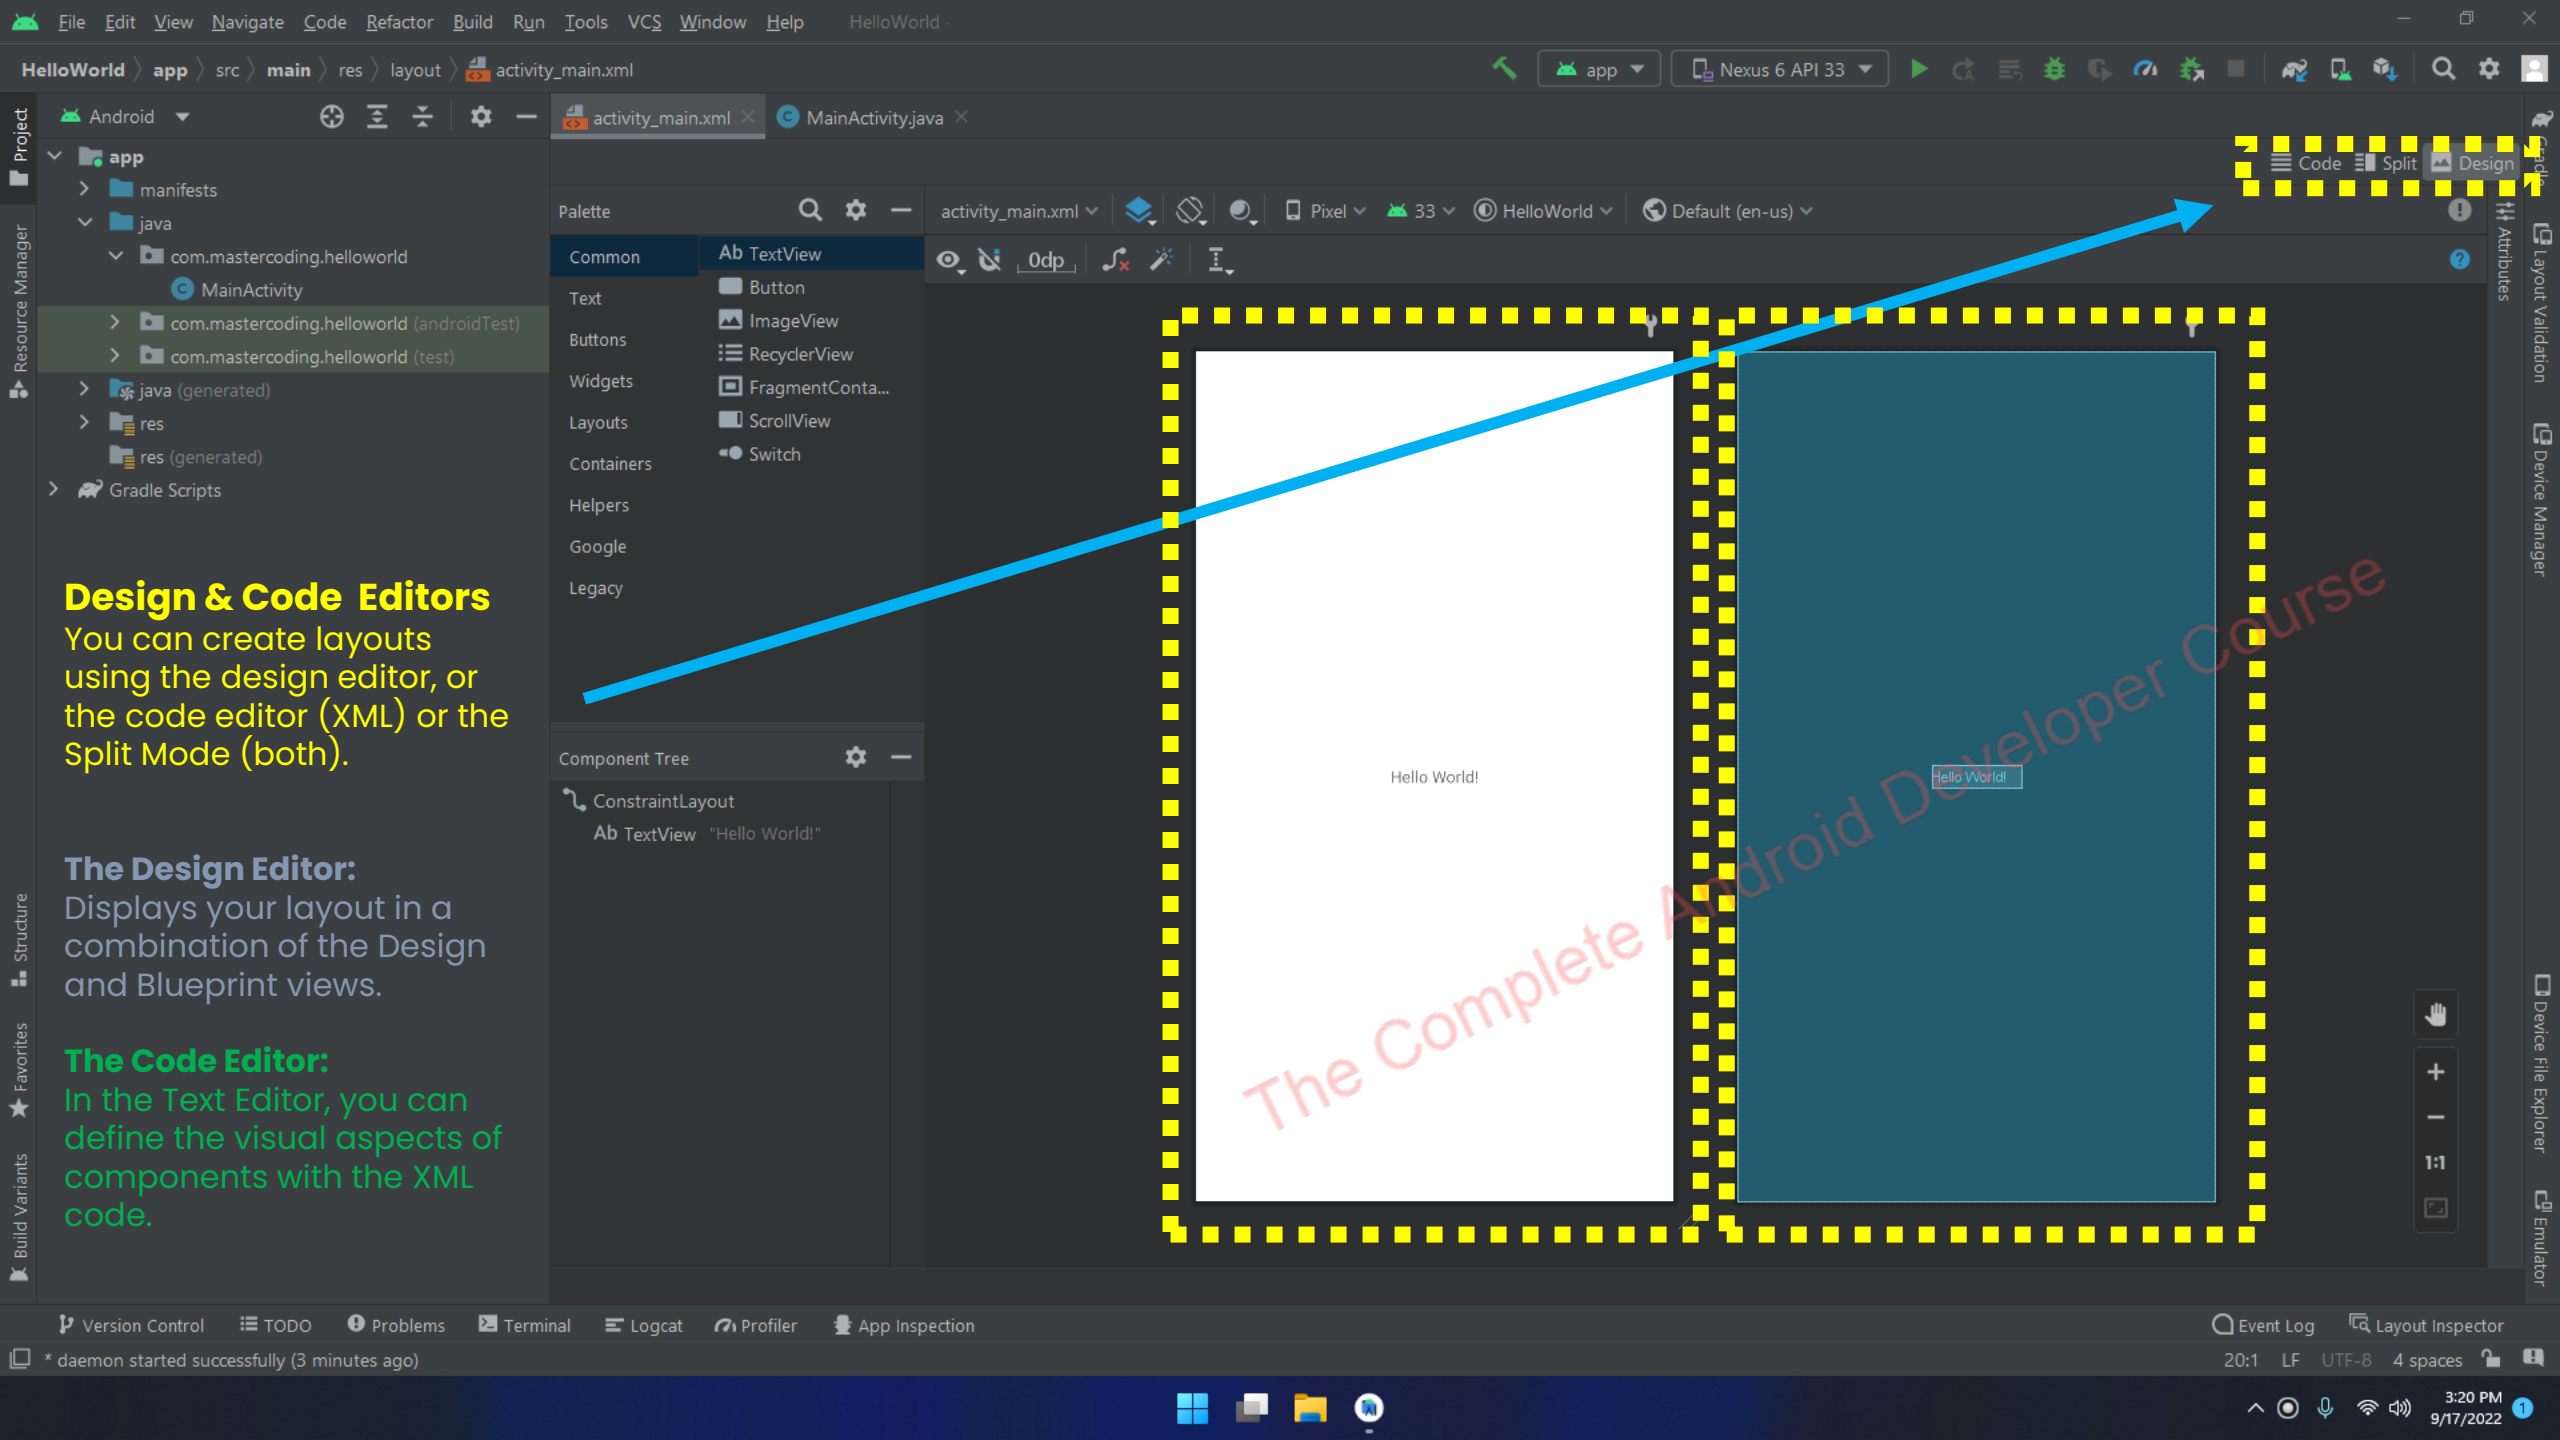 File Edit View Navigate Code Refactor Build Run Tools VCS Window Help HelloWorld -
HelloWorld app src main res layout activity_main.xml
app Nexus 6 API 33
Project
Android
activity_main.xml MainActivity.java
Code Split Design
Gradle
app
manifests
java
com.mastercoding.helloworld
MainActivity
com.mastercoding.helloworld (androidTest)
com.mastercoding.helloworld (test)
java (generated)
res
res (generated)
Gradle Scripts
Resource Manager
Structure
Favorites
Build Variants
Design & Code Editors
You can create layouts
using the design editor, or
the code editor (XML) or the
Split Mode (both).
The Design Editor:
Displays your layout in a
combination of the Design
and Blueprint views.
The Code Editor:
In the Text Editor, you can
define the visual aspects of
components with the XML
code.
Palette
Common
Text
Buttons
Widgets
Layouts
Containers
Helpers
Google
Legacy
Ab TextView
Button
ImageView
RecyclerView
FragmentConta...
ScrollView
Switch
Component Tree
ConstraintLayout
Ab TextView "Hello World!"
activity_main.xml Pixel 33 HelloWorld Default (en-us)
0dp
Hello World!
Hello World!
The Complete Android Developer Course
1:1
Attributes
Layout Validation
Device Manager
Device File Explorer
Emulator
Version Control TODO Problems Terminal Logcat Profiler App Inspection
Event Log Layout Inspector
* daemon started successfully (3 minutes ago)
20:1 LF UTF-8 4 spaces
3:20 PM
9/17/2022
1